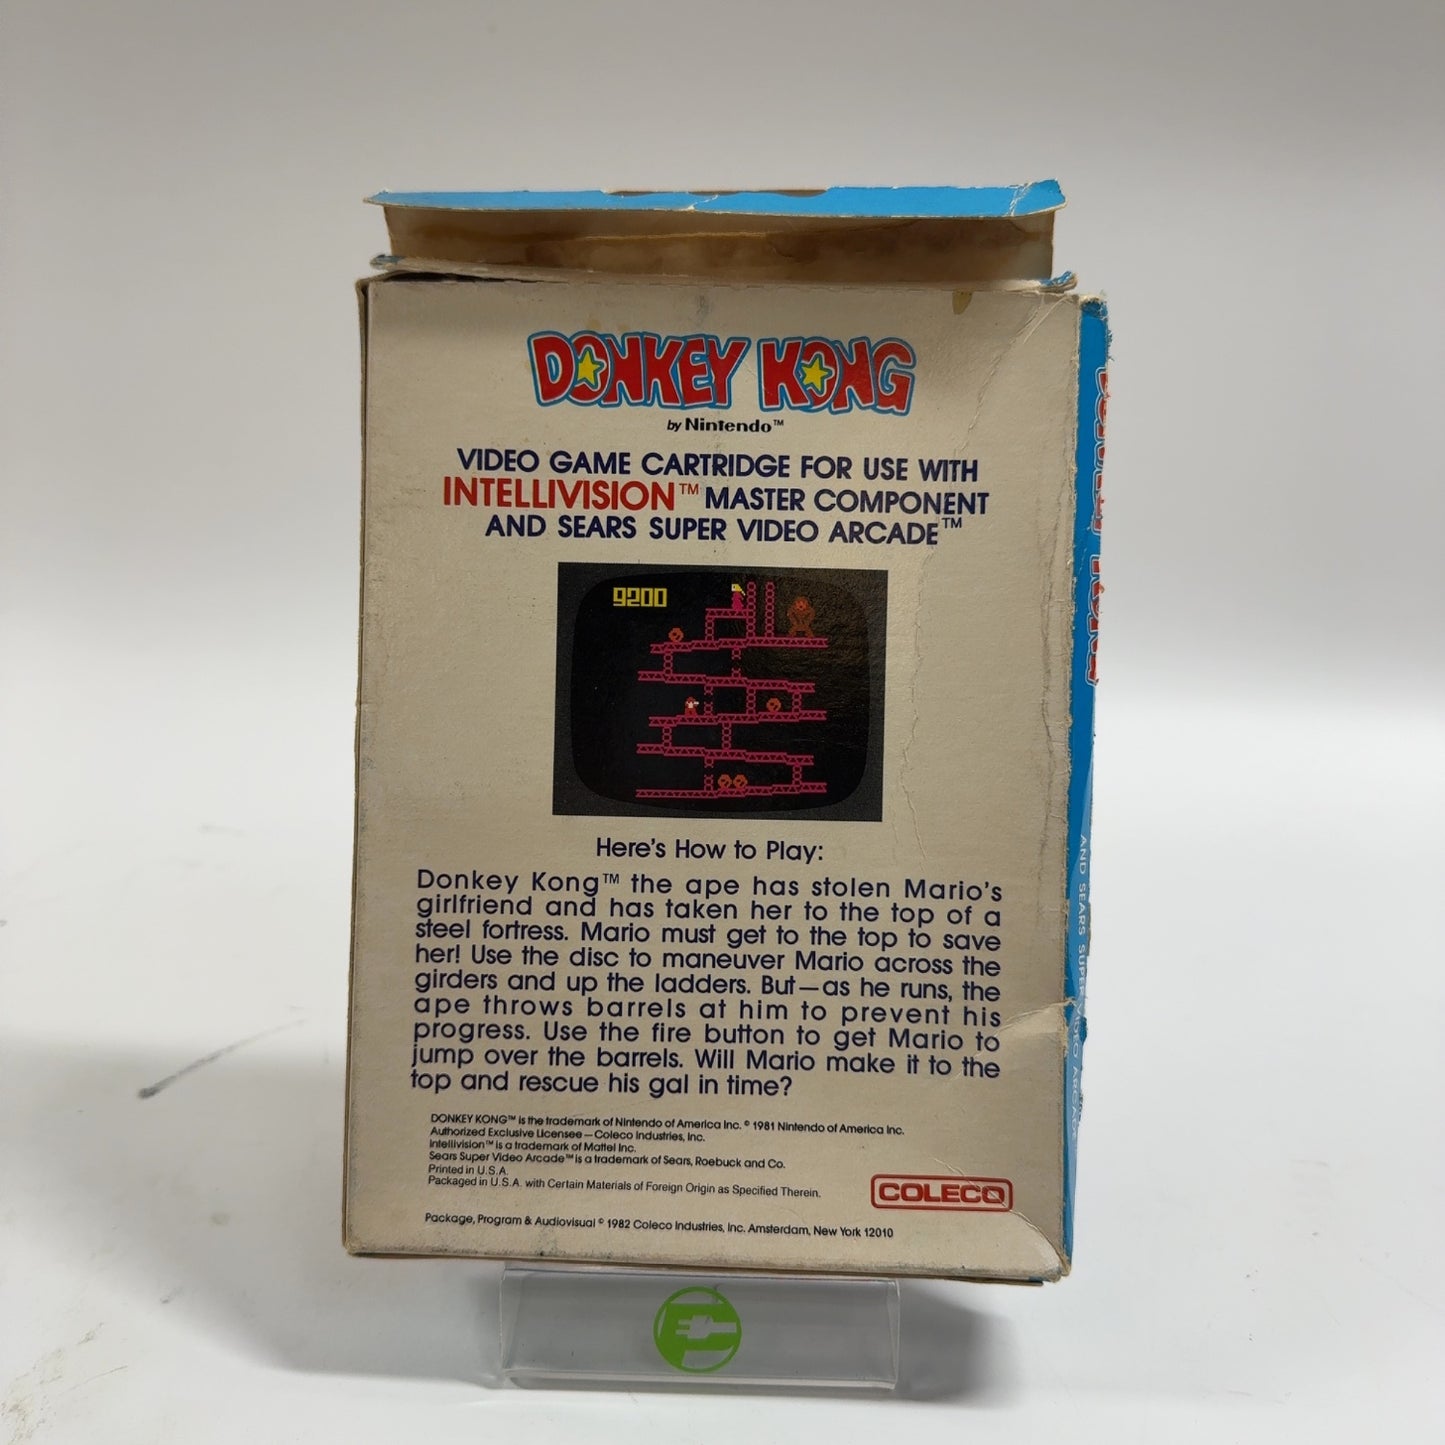 DONKEY KONG
by Nintendo™
VIDEO GAME CARTRIDGE FOR USE WITH
INTELLIVISION™ MASTER COMPONENT
AND SEARS SUPER VIDEO ARCADE™
9200
Here's How to Play:
Donkey Kong™ the ape has stolen Mario's
girlfriend and has taken her to the top of a
steel fortress. Mario must get to the top to save
her! Use the disc to maneuver Mario across the
girders and up the ladders. But—as he runs, the
ape throws barrels at him to prevent his
progress. Use the fire button to get Mario to
jump over the barrels. Will Mario make it to the
top and rescue his gal in time?
DONKEY KONG™ is the trademark of Nintendo of America Inc. © 1981 Nintendo of America Inc.
Authorized Exclusive Licensee—Coleco Industries, Inc.
Intellivision™ is a trademark of Mattel Inc.
Sears Super Video Arcade™ is a trademark of Sears, Roebuck and Co.
Printed in U.S.A.
Packaged in U.S.A. with Certain Materials of Foreign Origin as Specified Therein.
COLECO
Package, Program & Audiovisual © 1982 Coleco Industries, Inc. Amsterdam, New York 12010
DONKEY KONG
AND SEARS SUPER VIDEO ARCADE